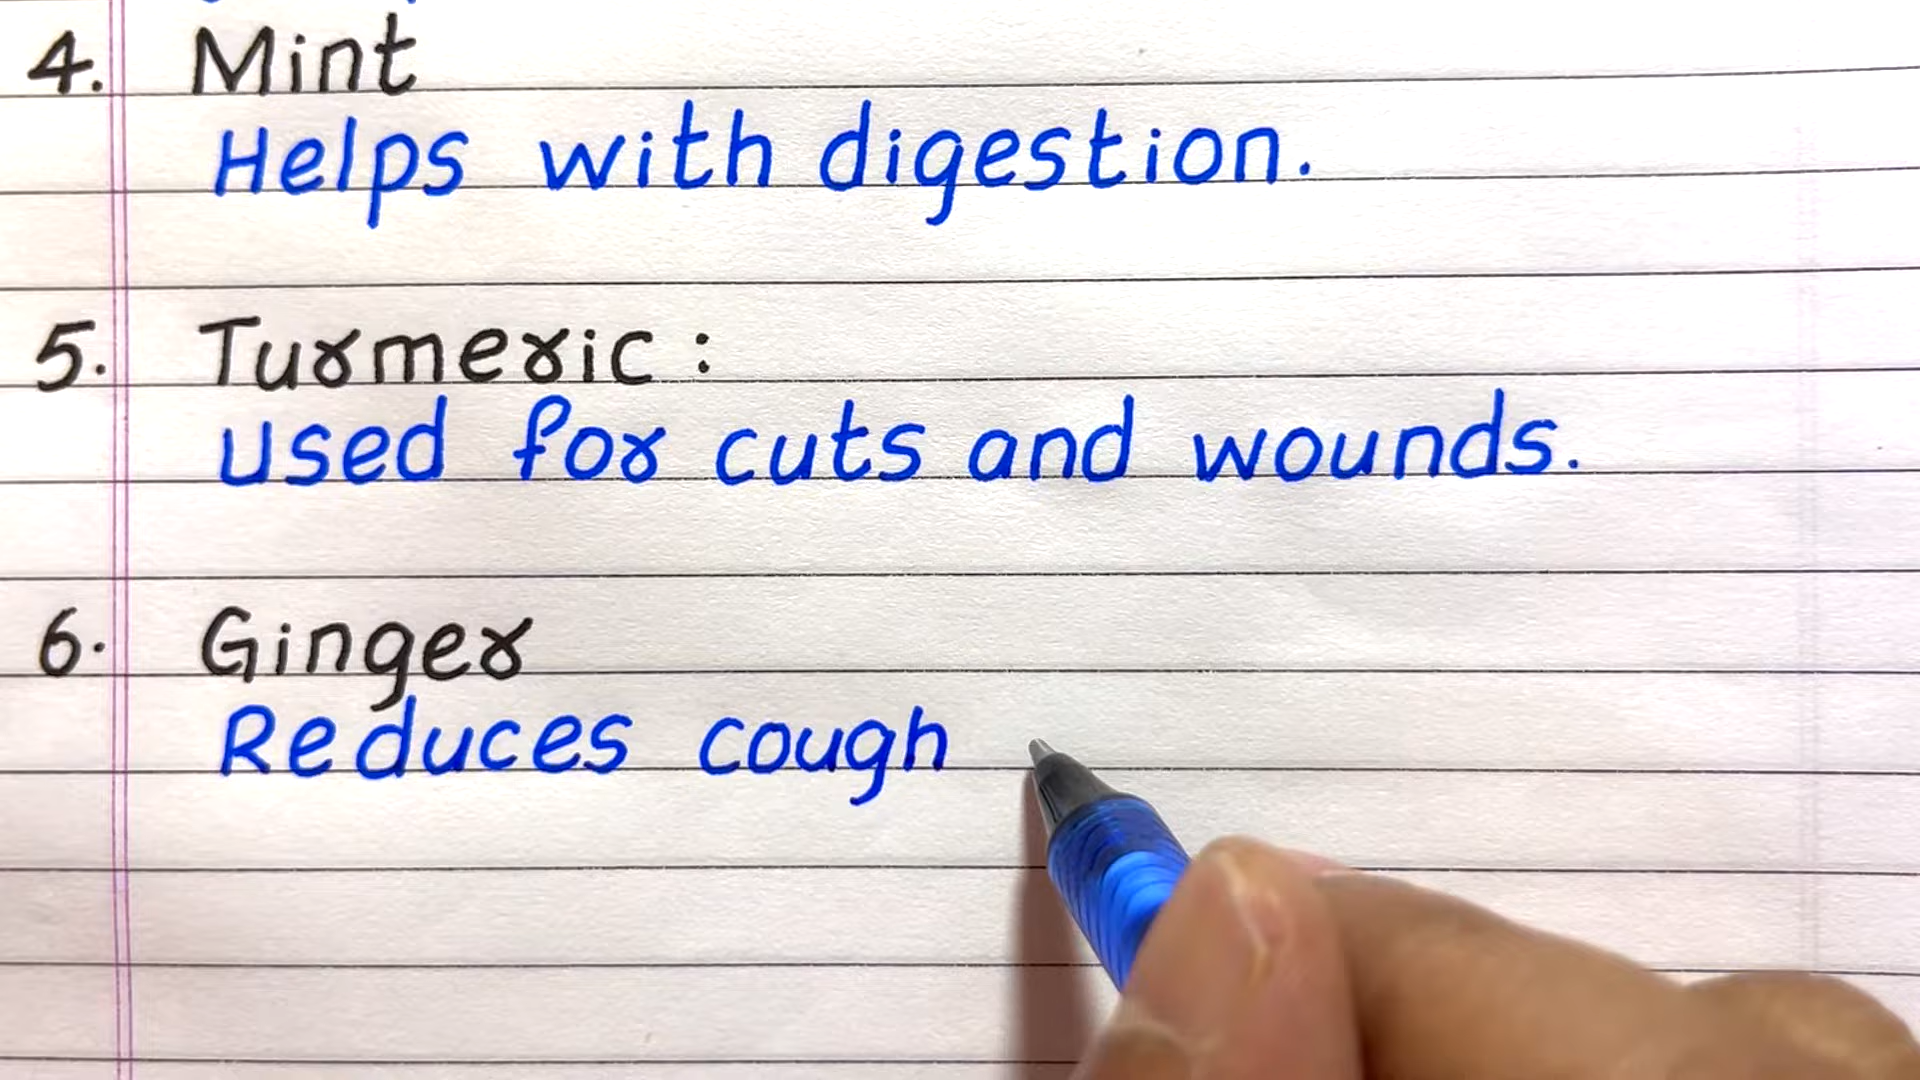 4. Mint
Helps with digestion.
5. Turmeric :
used for cuts and wounds.
6. Ginger
Reduces cough